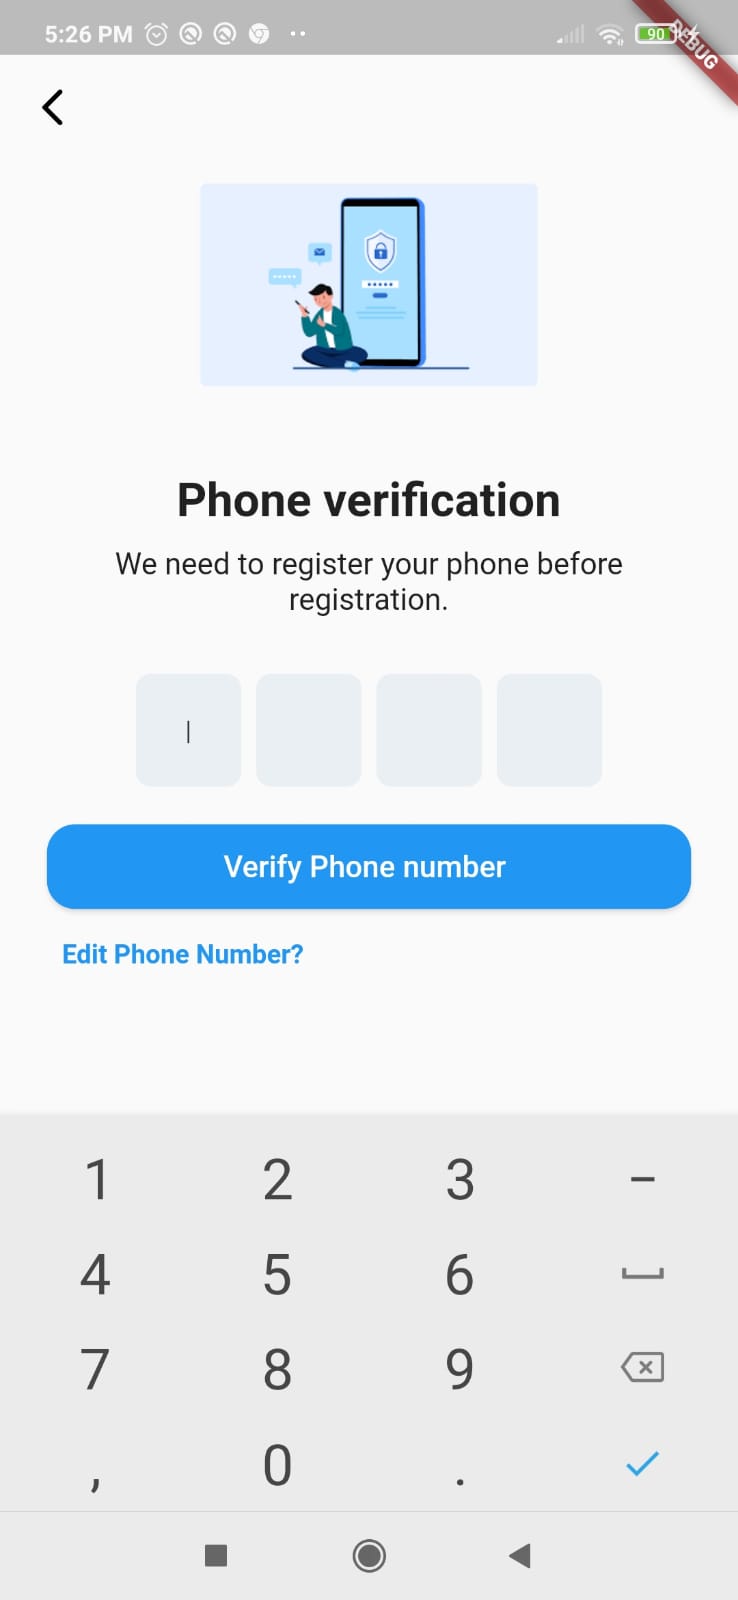 5:26 PM
90
DEBUG
Phone verification
We need to register your phone before
registration.
Verify Phone number
Edit Phone Number?
1 2 3 –
4 5 6
7 8 9
, 0 .